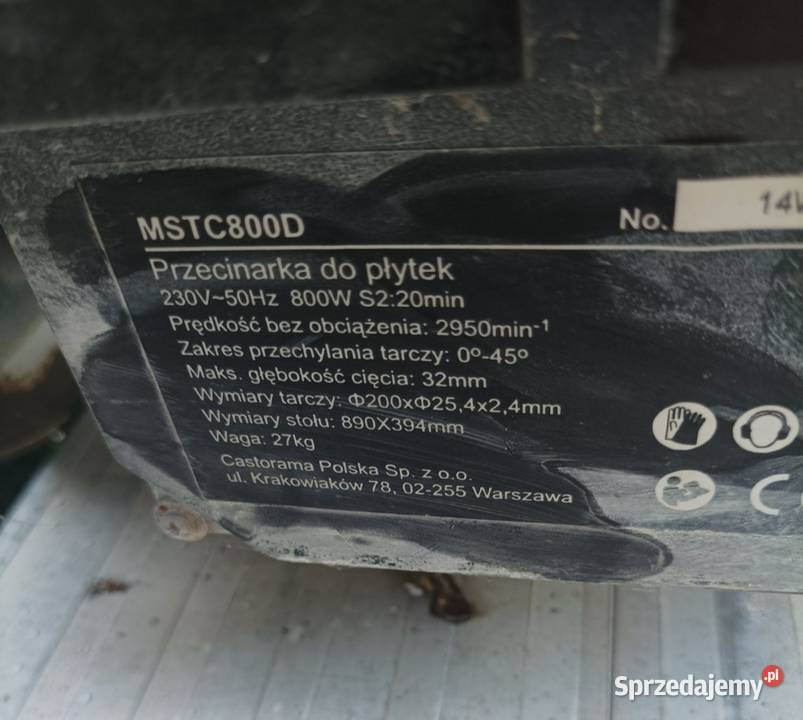 MSTC800D
No. 14
Przecinarka do płytek
230V~50Hz 800W S2:20min
Prędkość bez obciążenia: 2950min⁻¹
Zakres przechylania tarczy: 0º-45º
Maks. głębokość cięcia: 32mm
Wymiary tarczy: Φ200xΦ25,4x2,4mm
Wymiary stołu: 890X394mm
Waga: 27kg
Castorama Polska Sp. z o.o.
ul. Krakowiaków 78, 02-255 Warszawa
Sprzedajemy.pl